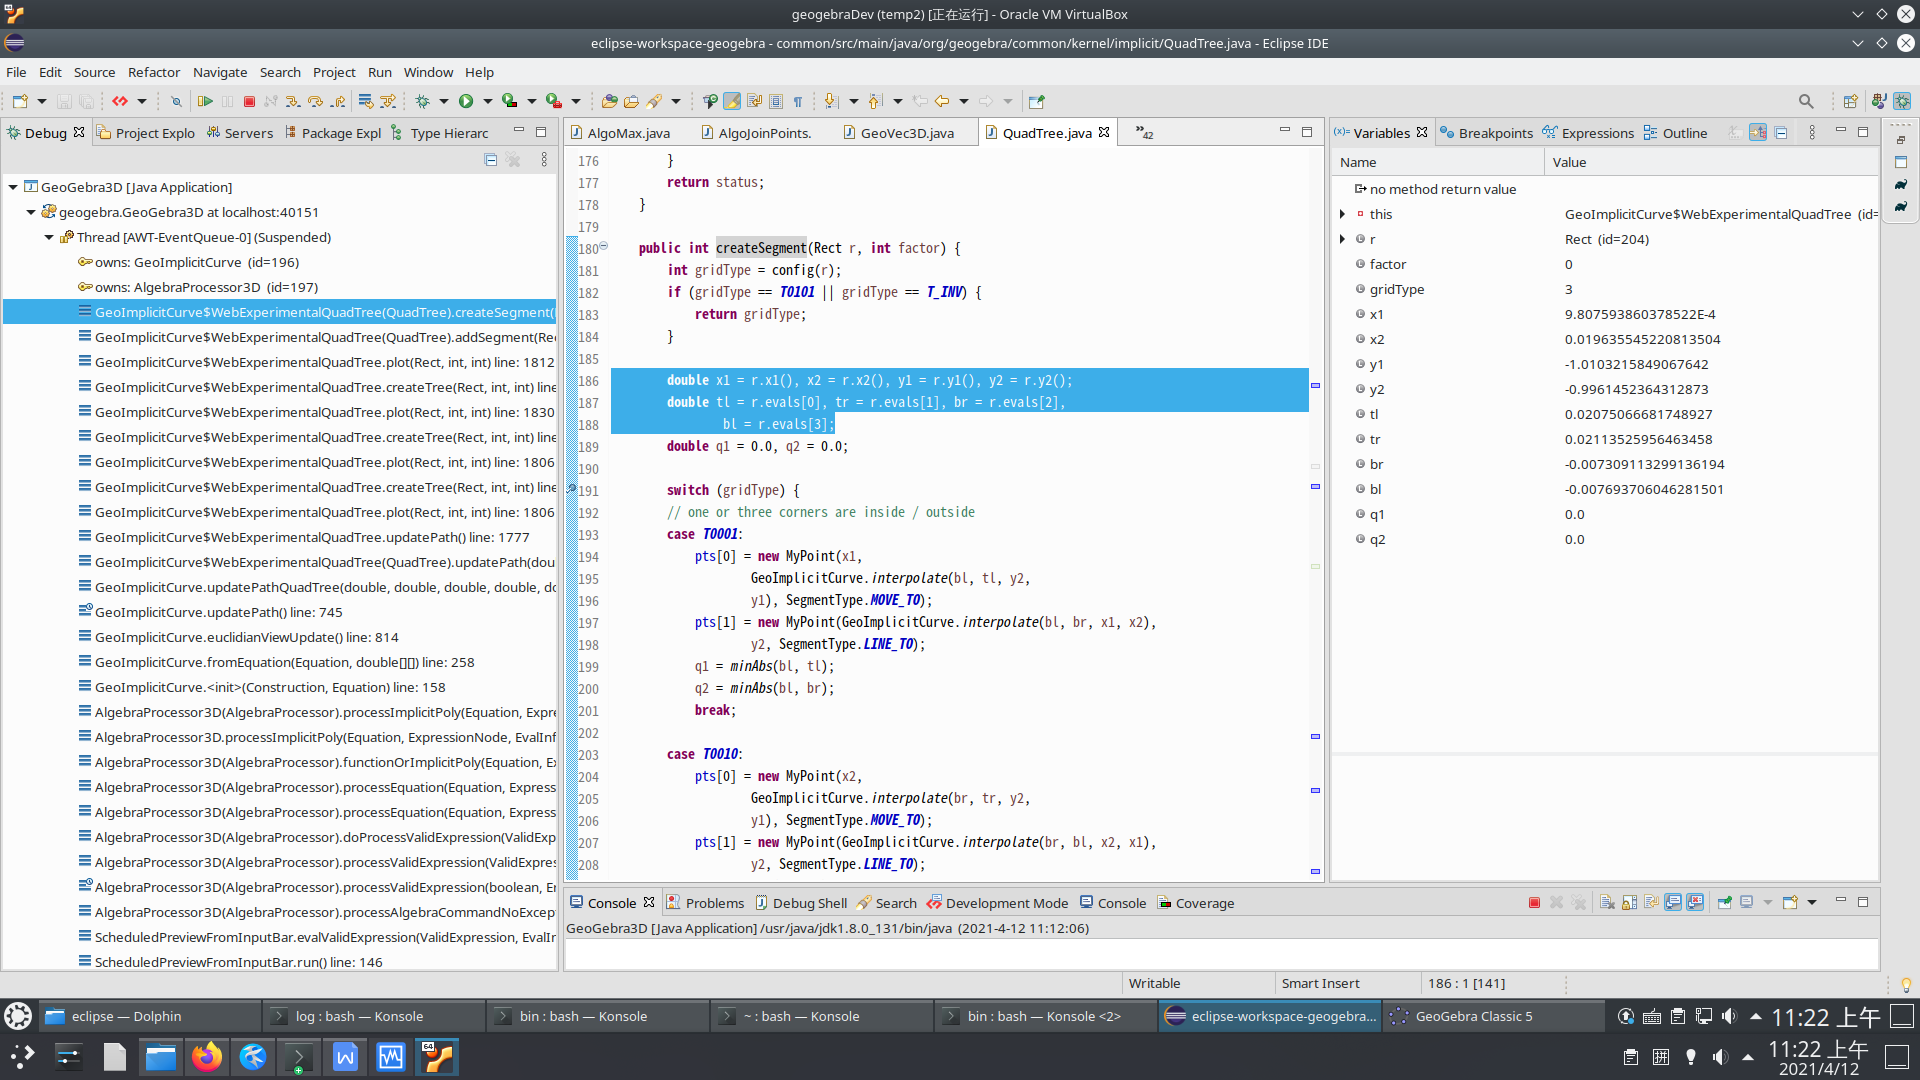 geogebraDev (temp2) [正在运行] - Oracle VM VirtualBox
eclipse-workspace-geogebra - common/src/main/java/org/geogebra/common/kernel/implicit/QuadTree.java - Eclipse IDE
File Edit Source Refactor Navigate Search Project Run Window Help
Debug Project Explo Servers Package Expl Type Hierarc
GeoGebra3D [Java Application]
geogebra.GeoGebra3D at localhost:40151
Thread [AWT-EventQueue-0] (Suspended)
owns: GeoImplicitCurve (id=196)
owns: AlgebraProcessor3D (id=197)
GeoImplicitCurve$WebExperimentalQuadTree(QuadTree).createSegment(
GeoImplicitCurve$WebExperimentalQuadTree(QuadTree).addSegment(Re
GeoImplicitCurve$WebExperimentalQuadTree.plot(Rect, int, int) line: 1812
GeoImplicitCurve$WebExperimentalQuadTree.createTree(Rect, int, int) line
GeoImplicitCurve$WebExperimentalQuadTree.plot(Rect, int, int) line: 1830
GeoImplicitCurve$WebExperimentalQuadTree.createTree(Rect, int, int) line
GeoImplicitCurve$WebExperimentalQuadTree.plot(Rect, int, int) line: 1806
GeoImplicitCurve$WebExperimentalQuadTree.createTree(Rect, int, int) line
GeoImplicitCurve$WebExperimentalQuadTree.plot(Rect, int, int) line: 1806
GeoImplicitCurve$WebExperimentalQuadTree.updatePath() line: 1777
GeoImplicitCurve$WebExperimentalQuadTree(QuadTree).updatePath(dou
GeoImplicitCurve.updatePathQuadTree(double, double, double, double, do
GeoImplicitCurve.updatePath() line: 745
GeoImplicitCurve.euclidianViewUpdate() line: 814
GeoImplicitCurve.fromEquation(Equation, double[][]) line: 258
GeoImplicitCurve.<init>(Construction, Equation) line: 158
AlgebraProcessor3D(AlgebraProcessor).processImplicitPoly(Equation, Expre
AlgebraProcessor3D.processImplicitPoly(Equation, ExpressionNode, EvalInf
AlgebraProcessor3D(AlgebraProcessor).functionOrImplicitPoly(Equation, Ex
AlgebraProcessor3D(AlgebraProcessor).processEquation(Equation, Express
AlgebraProcessor3D(AlgebraProcessor).processEquation(Equation, Express
AlgebraProcessor3D(AlgebraProcessor).doProcessValidExpression(ValidExp
AlgebraProcessor3D(AlgebraProcessor).processValidExpression(ValidExpres
AlgebraProcessor3D(AlgebraProcessor).processValidExpression(boolean, Er
AlgebraProcessor3D(AlgebraProcessor).processAlgebraCommandNoExcep
ScheduledPreviewFromInputBar.evalValidExpression(ValidExpression, EvalIr
ScheduledPreviewFromInputBar.run() line: 146
AlgoMax.java AlgoJoinPoints. GeoVec3D.java QuadTree.java »42
176 }
177 return status;
178 }
179
180 public int createSegment(Rect r, int factor) {
181 int gridType = config(r);
182 if (gridType == T0101 || gridType == T_INV) {
183 return gridType;
184 }
185
186 double x1 = r.x1(), x2 = r.x2(), y1 = r.y1(), y2 = r.y2();
187 double tl = r.evals[0], tr = r.evals[1], br = r.evals[2],
188 bl = r.evals[3];
189 double q1 = 0.0, q2 = 0.0;
190
191 switch (gridType) {
192 // one or three corners are inside / outside
193 case T0001:
194 pts[0] = new MyPoint(x1,
195 GeoImplicitCurve.interpolate(bl, tl, y2,
196 y1), SegmentType.MOVE_TO);
197 pts[1] = new MyPoint(GeoImplicitCurve.interpolate(bl, br, x1, x2),
198 y2, SegmentType.LINE_TO);
199 q1 = minAbs(bl, tl);
200 q2 = minAbs(bl, br);
201 break;
202
203 case T0010:
204 pts[0] = new MyPoint(x2,
205 GeoImplicitCurve.interpolate(br, tr, y2,
206 y1), SegmentType.MOVE_TO);
207 pts[1] = new MyPoint(GeoImplicitCurve.interpolate(br, bl, x2, x1),
208 y2, SegmentType.LINE_TO);
Variables Breakpoints Expressions Outline
Name Value
no method return value
this GeoImplicitCurve$WebExperimentalQuadTree (id=
r Rect (id=204)
factor 0
gridType 3
x1 9.807593860378522E-4
x2 0.019635545220813504
y1 -1.0103215849067642
y2 -0.9961452364312873
tl 0.02075066681748927
tr 0.02113525956463458
br -0.007309113299136194
bl -0.007693706046281501
q1 0.0
q2 0.0
Console Problems Debug Shell Search Development Mode Console Coverage
GeoGebra3D [Java Application] /usr/java/jdk1.8.0_131/bin/java (2021-4-12 11:12:06)
Writable Smart Insert 186 : 1 [141]
eclipse — Dolphin log : bash — Konsole bin : bash — Konsole ~ : bash — Konsole bin : bash — Konsole <2> eclipse-workspace-geogebra... GeoGebra Classic 5 11:22 上午
64 拼 11:22 上午
2021/4/12